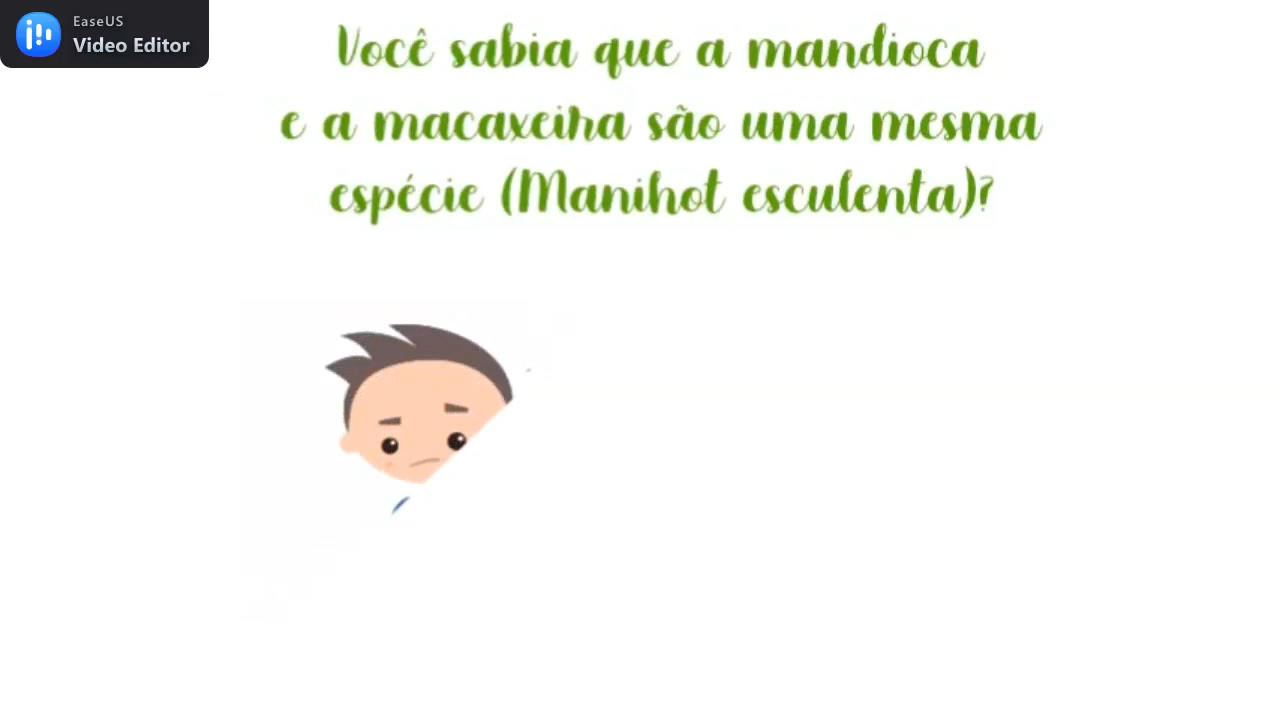 EaseUS
Video Editor
Você sabia que a mandioca
e a macaxeira são uma mesma
espécie (Manihot esculenta)?